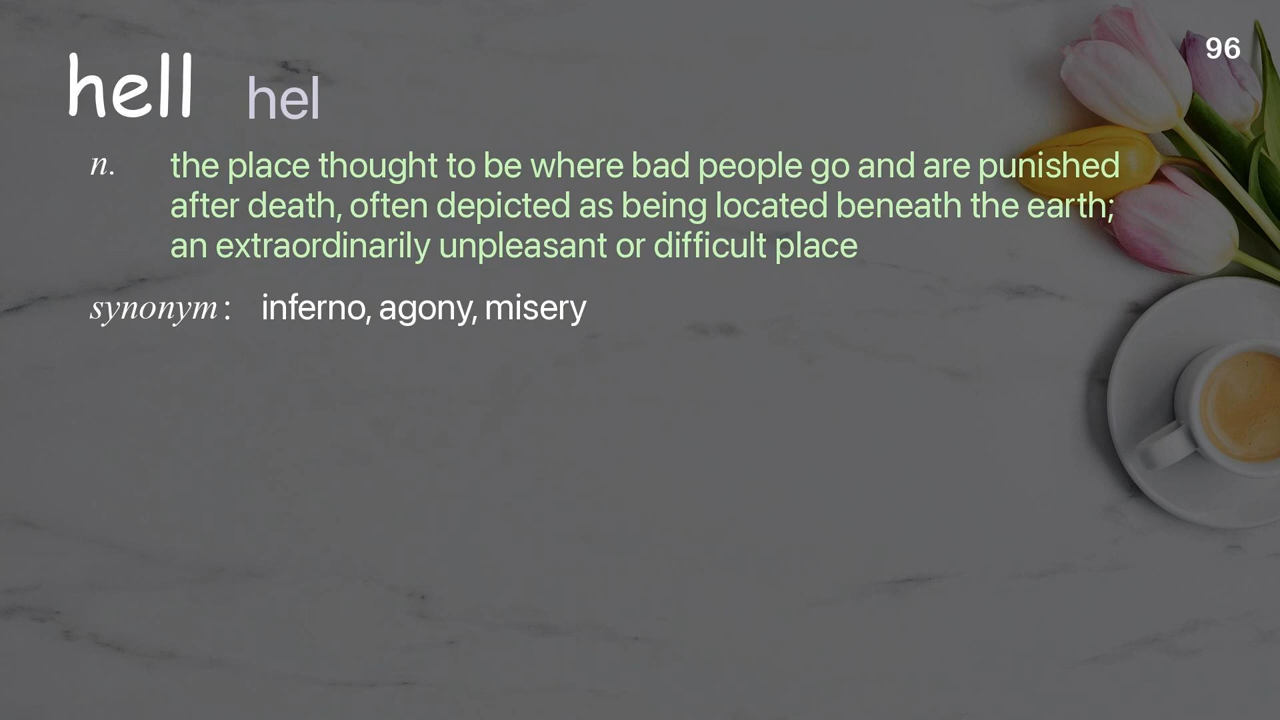 96
hell hel
n. the place thought to be where bad people go and are punished
after death, often depicted as being located beneath the earth;
an extraordinarily unpleasant or difficult place
synonym: inferno, agony, misery